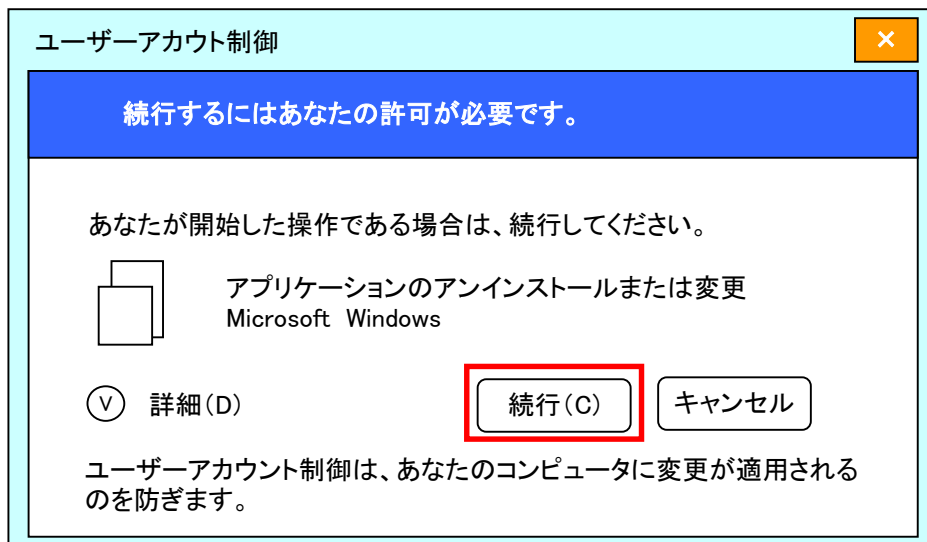 ユーザーアカウト制御
×
続行するにはあなたの許可が必要です。
あなたが開始した操作である場合は、続行してください。
アプリケーションのアンインストールまたは変更
Microsoft Windows
V 詳細(D) 続行(C) キャンセル
ユーザーアカウント制御は、あなたのコンピュータに変更が適用される
のを防ぎます。